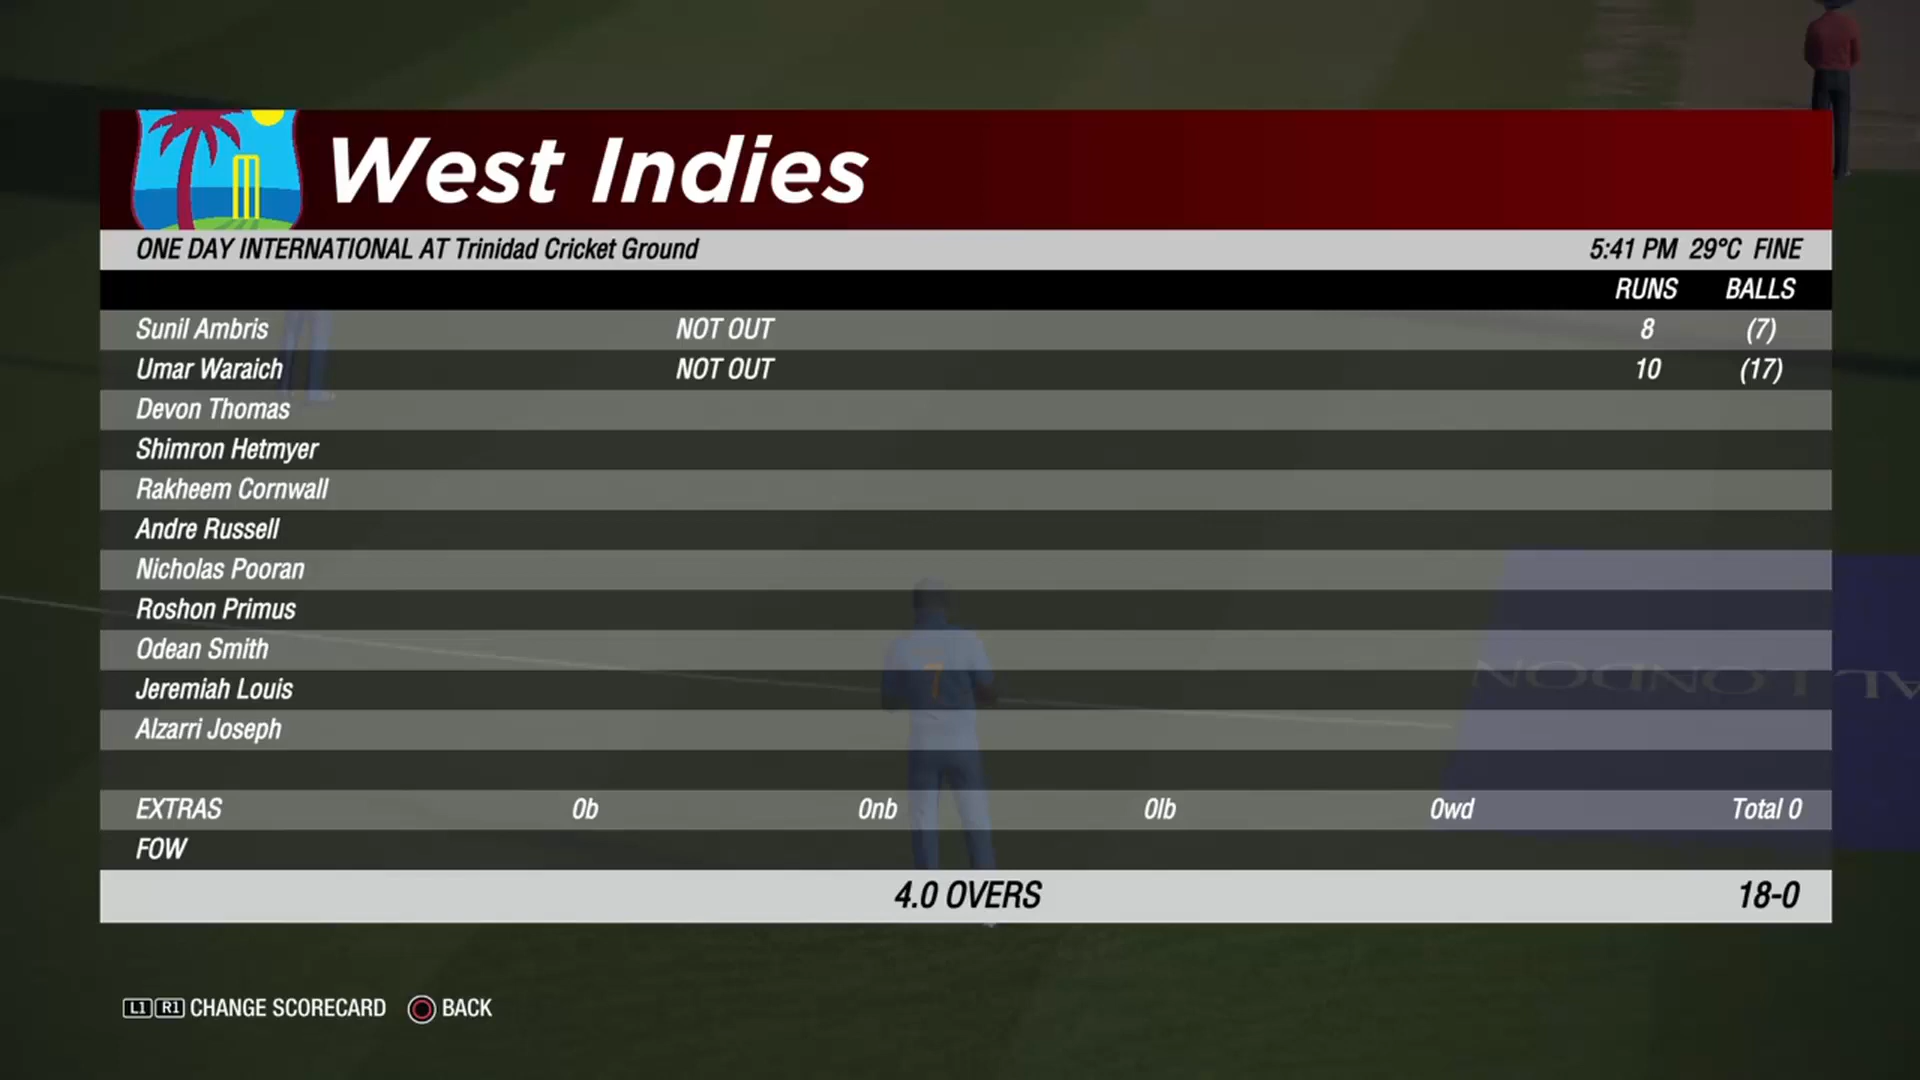 West Indies
ONE DAY INTERNATIONAL AT Trinidad Cricket Ground 5:41 PM 29°C FINE
RUNS BALLS
Sunil Ambris NOT OUT 8 (7)
Umar Waraich NOT OUT 10 (17)
Devon Thomas
Shimron Hetmyer
Rakheem Cornwall
Andre Russell
Nicholas Pooran
Roshon Primus
Odean Smith
Jeremiah Louis
Alzarri Joseph
7
AL LONDON
EXTRAS 0b 0nb 0lb 0wd Total 0
FOW
4.0 OVERS 18-0
L1 R1 CHANGE SCORECARD BACK